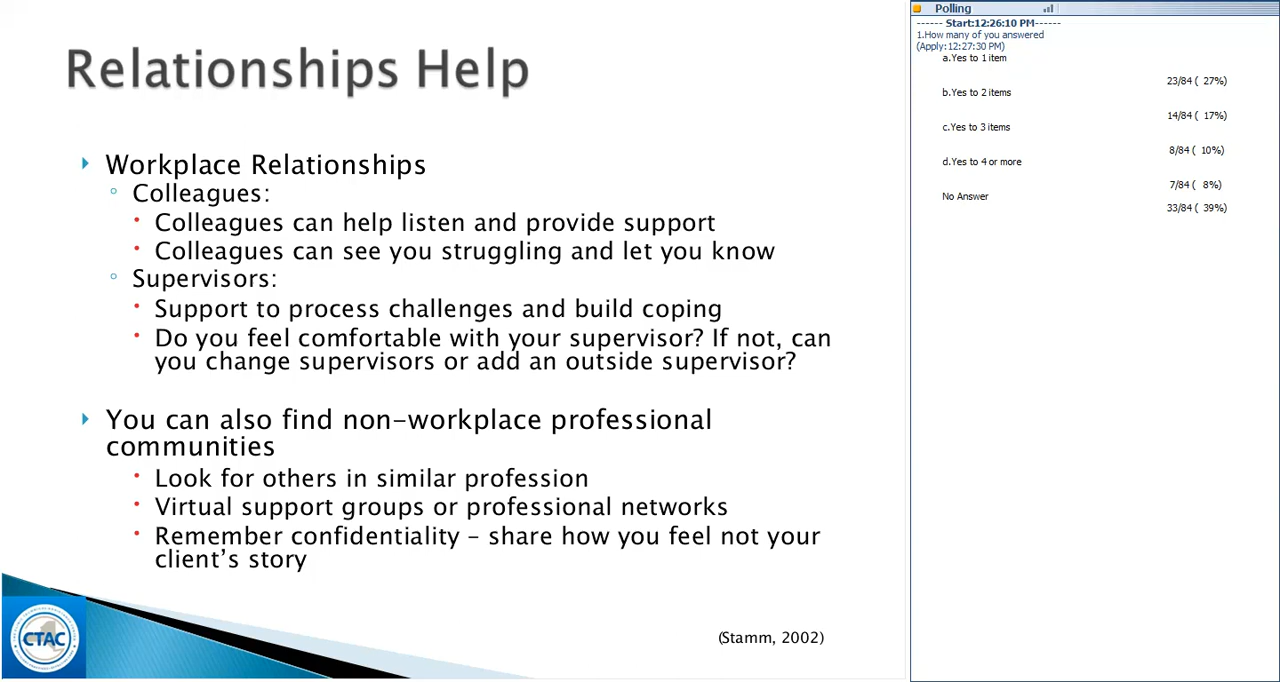 Relationships Help
Workplace Relationships
Colleagues:
Colleagues can help listen and provide support
Colleagues can see you struggling and let you know
Supervisors:
Support to process challenges and build coping
Do you feel comfortable with your supervisor? If not, can
you change supervisors or add an outside supervisor?
You can also find non-workplace professional
communities
Look for others in similar profession
Virtual support groups or professional networks
Remember confidentiality – share how you feel not your
client’s story
(Stamm, 2002)
CTAC
Polling
------ Start:12:26:10 PM------
1.How many of you answered
(Apply:12:27:30 PM)
a.Yes to 1 item
23/84 ( 27%)
b.Yes to 2 items
14/84 ( 17%)
c.Yes to 3 items
8/84 ( 10%)
d.Yes to 4 or more
7/84 ( 8%)
No Answer
33/84 ( 39%)